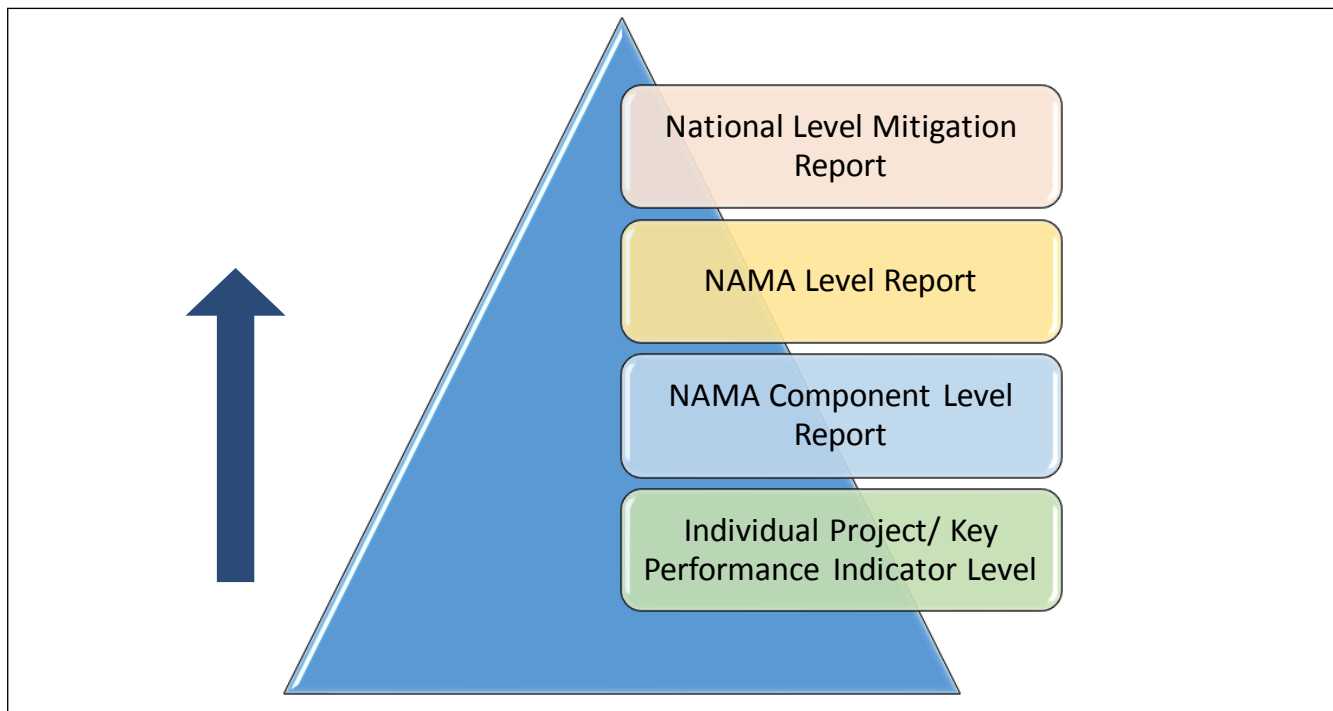 National Level Mitigation
Report
NAMA Level Report
NAMA Component Level
Report
Individual Project/ Key
Performance Indicator Level